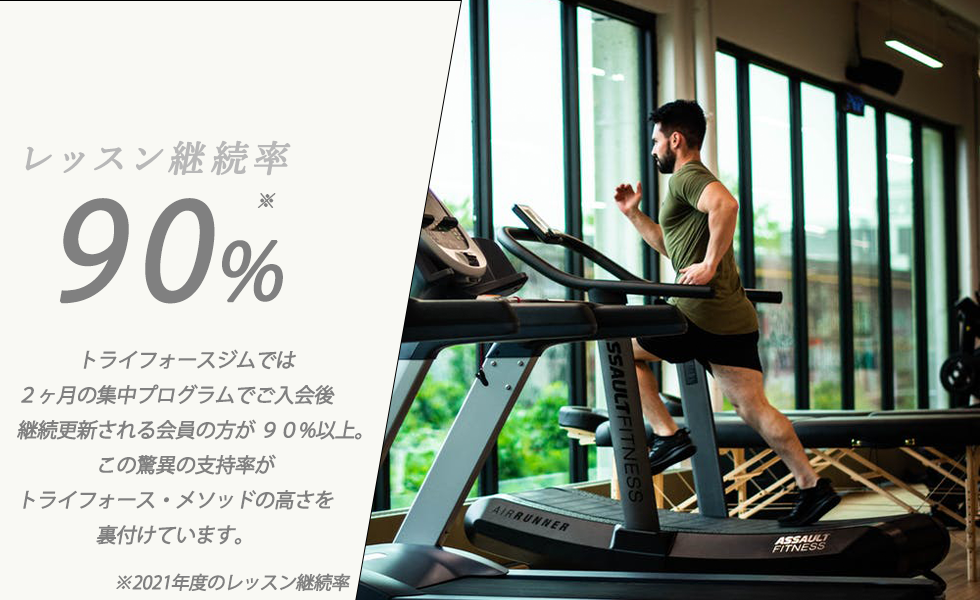 レッスン継続率
90%※
トライフォースジムでは
２ヶ月の集中プログラムでご入会後
継続更新される会員の方が ９０%以上。
この驚異の支持率が
トライフォース・メソッドの高さを
裏付けています。
※2021年度のレッスン継続率
ASSAULT FITNESS
AIRRUNNER
ASSAULT
FITNESS